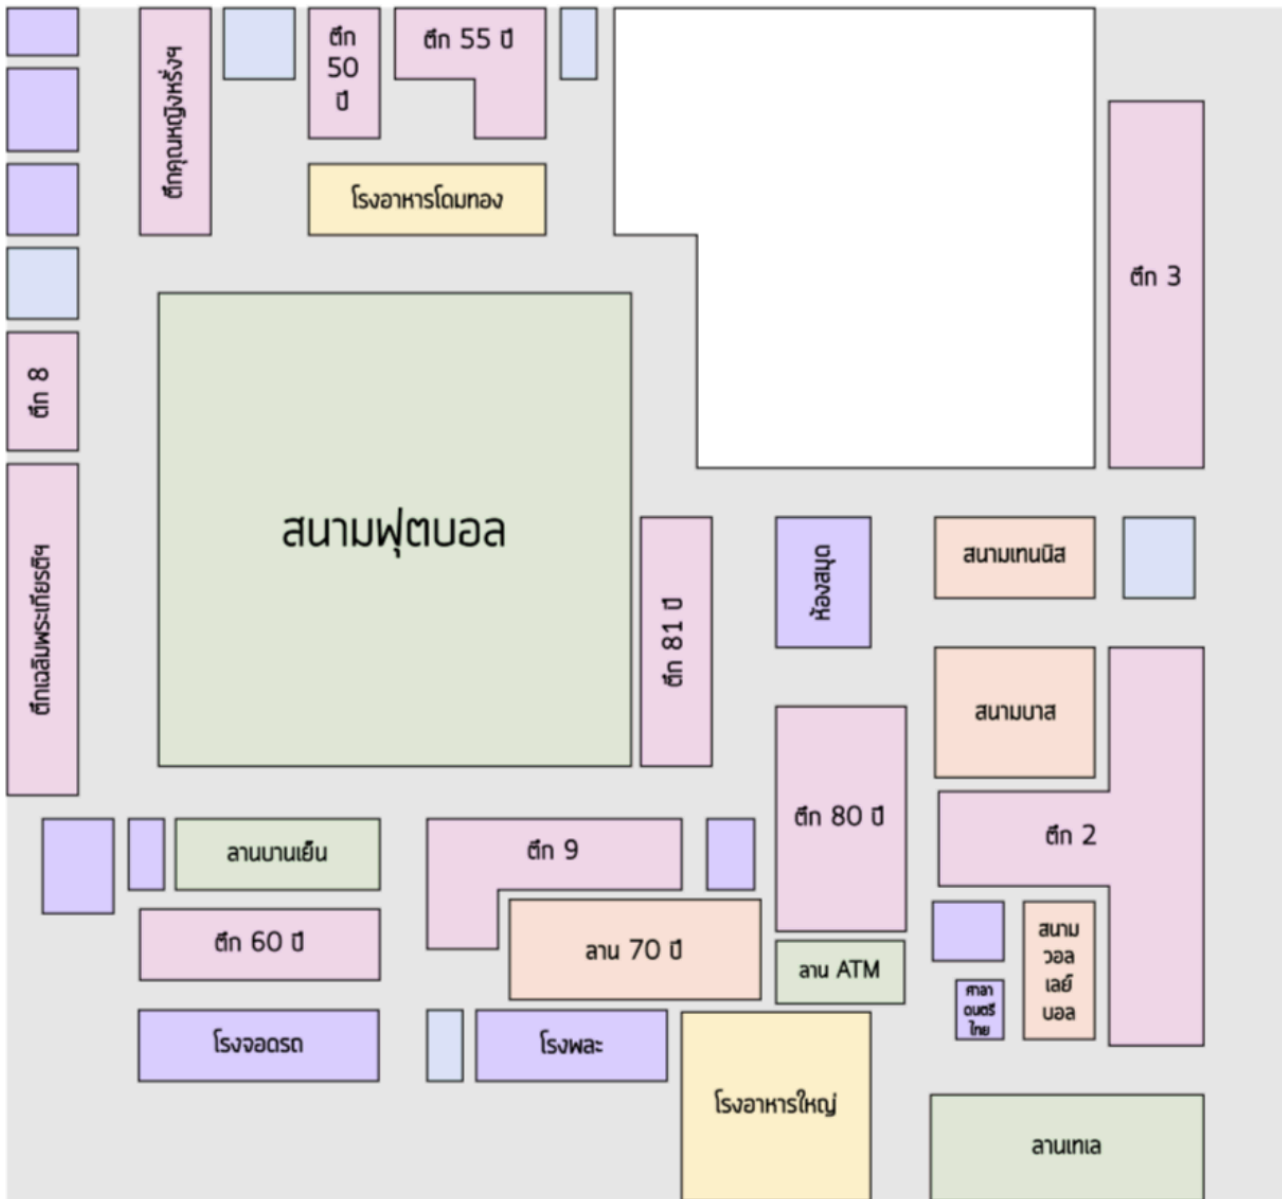 ตึกคุณหญิงหรั่งฯ
ตึก
50
ปี
ตึก 55 ปี
โรงอาหารโดมทอง
ตึก 3
ตึก 8
สนามฟุตบอล
ตึกเฉลิมพระเกียรติฯ
ตึก 81 ปี
ห้องสมุด
สนามเทนนิส
สนามบาส
ตึก 80 ปี
ตึก 2
ลานบานเย็น
ตึก 9
ตึก 60 ปี
ลาน 70 ปี
ลาน ATM
สนาม
วอล
เลย์
บอล
ศาลา
ดนตรี
ไทย
โรงจอดรถ
โรงพละ
โรงอาหารใหญ่
ลานเทเล